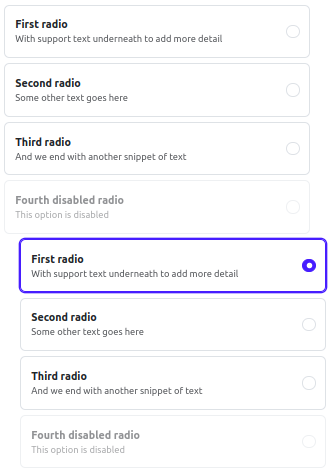 First radio
With support text underneath to add more detail
Second radio
Some other text goes here
Third radio
And we end with another snippet of text
Fourth disabled radio
This option is disabled
First radio
With support text underneath to add more detail
Second radio
Some other text goes here
Third radio
And we end with another snippet of text
Fourth disabled radio
This option is disabled